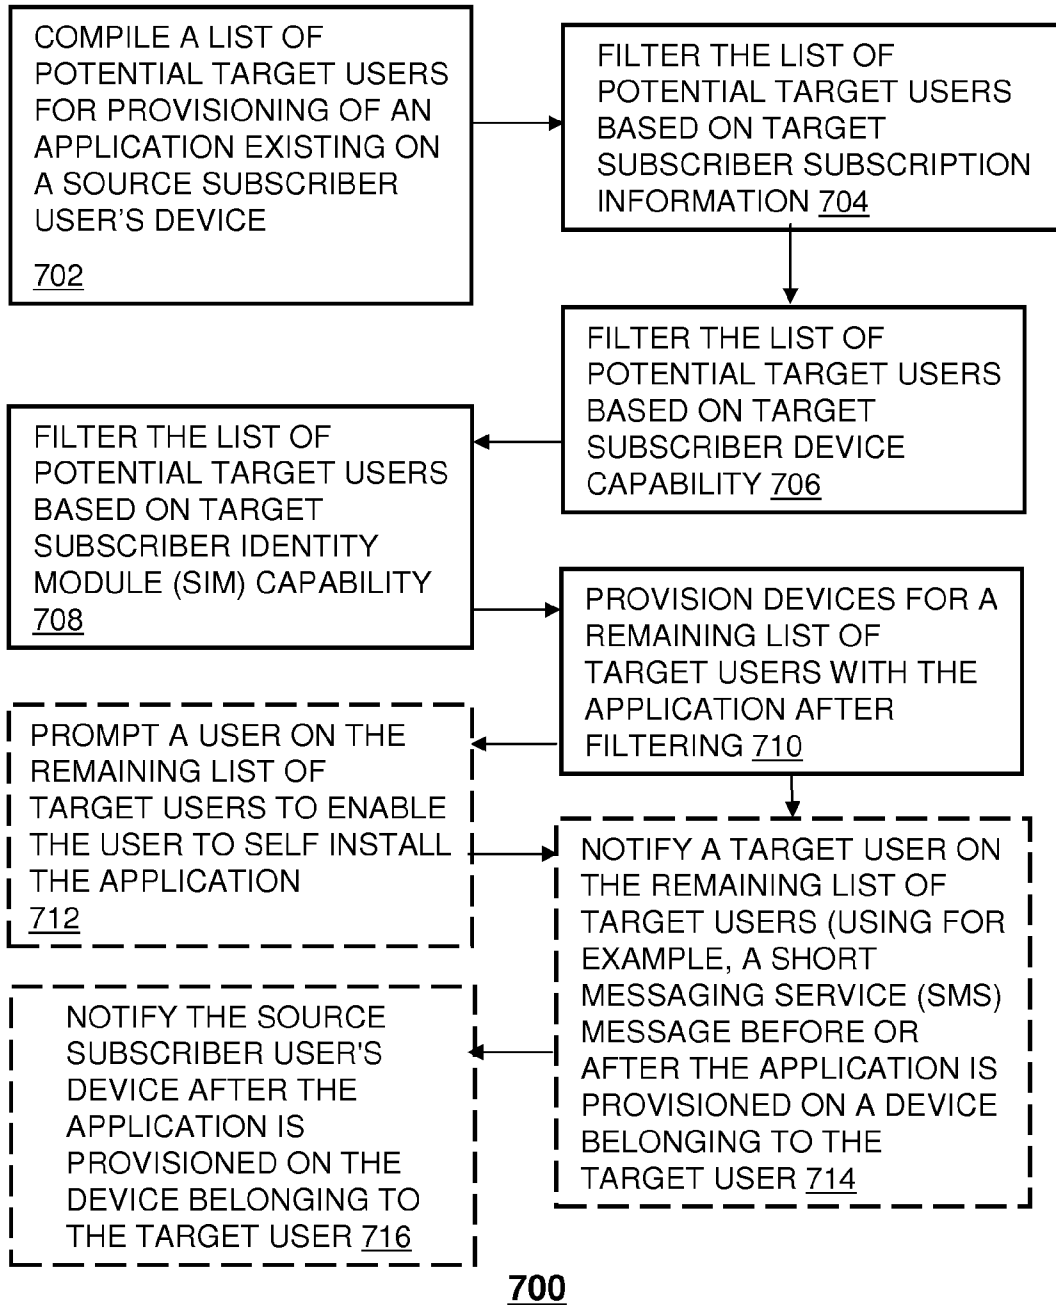 COMPILE A LIST OF
POTENTIAL TARGET USERS
FOR PROVISIONING OF AN
APPLICATION EXISTING ON
A SOURCE SUBSCRIBER
USER'S DEVICE
702
FILTER THE LIST OF
POTENTIAL TARGET USERS
BASED ON TARGET
SUBSCRIBER SUBSCRIPTION
INFORMATION 704
FILTER THE LIST OF
POTENTIAL TARGET USERS
BASED ON TARGET
SUBSCRIBER DEVICE
CAPABILITY 706
FILTER THE LIST OF
POTENTIAL TARGET USERS
BASED ON TARGET
SUBSCRIBER IDENTITY
MODULE (SIM) CAPABILITY
708
PROVISION DEVICES FOR A
REMAINING LIST OF
TARGET USERS WITH THE
APPLICATION AFTER
FILTERING 710
PROMPT A USER ON THE
REMAINING LIST OF
TARGET USERS TO ENABLE
THE USER TO SELF INSTALL
THE APPLICATION
712
NOTIFY A TARGET USER ON
THE REMAINING LIST OF
TARGET USERS (USING FOR
EXAMPLE, A SHORT
MESSAGING SERVICE (SMS)
MESSAGE BEFORE OR
AFTER THE APPLICATION IS
PROVISIONED ON A DEVICE
BELONGING TO THE
TARGET USER 714
NOTIFY THE SOURCE
SUBSCRIBER USER'S
DEVICE AFTER THE
APPLICATION IS
PROVISIONED ON THE
DEVICE BELONGING TO
THE TARGET USER 716
700